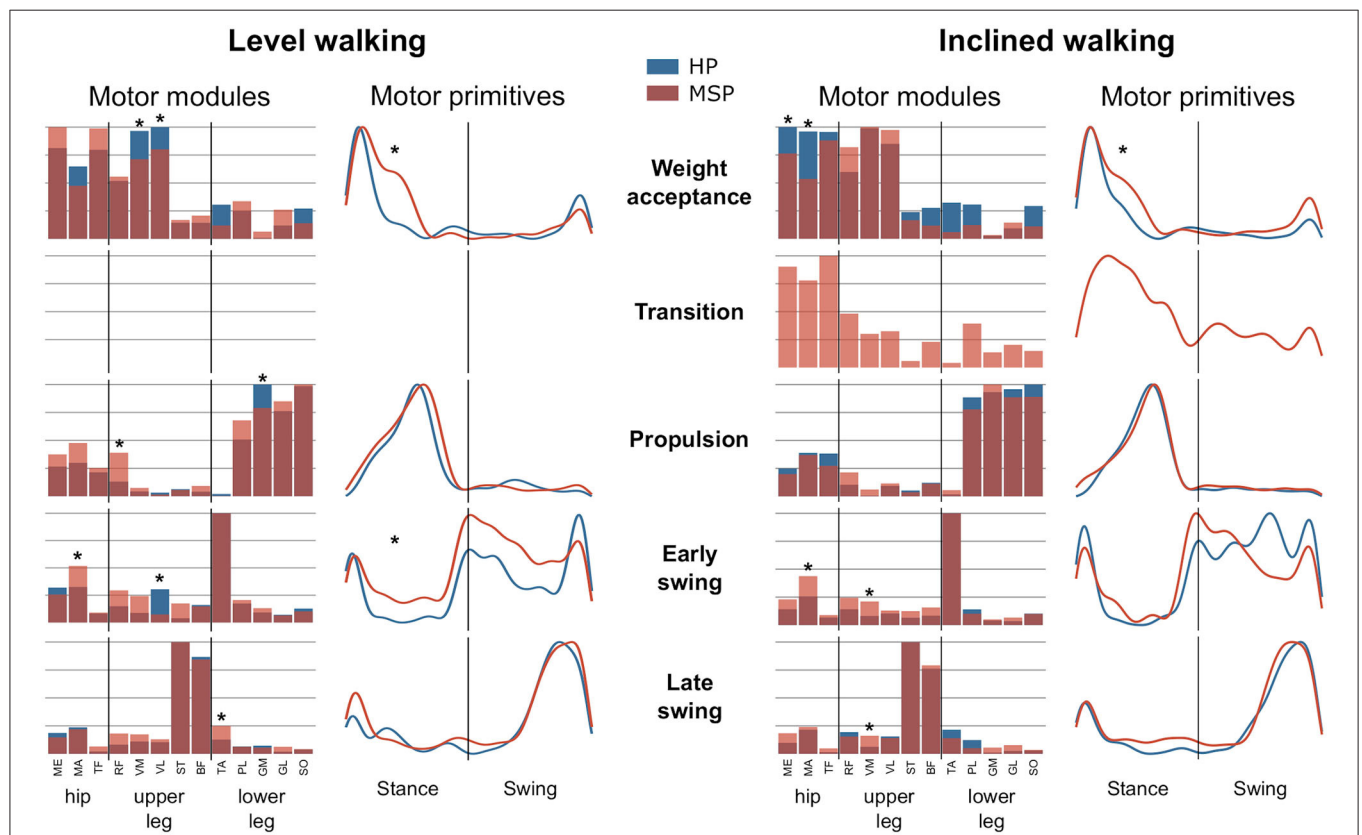 Level walking
Inclined walking
HP
MSP
Motor modules
Motor primitives
Motor modules
Motor primitives
* *
*
* *
*
Weight
acceptance
Transition
*
*
Propulsion
*
*
*
*
*
Early
swing
*
*
Late
swing
ME MA TF RF VM VL ST BF TA PL GM GL SO
ME MA TF RF VM VL ST BF TA PL GM GL SO
hip
upper
leg
lower
leg
Stance
Swing
hip
upper
leg
lower
leg
Stance
Swing